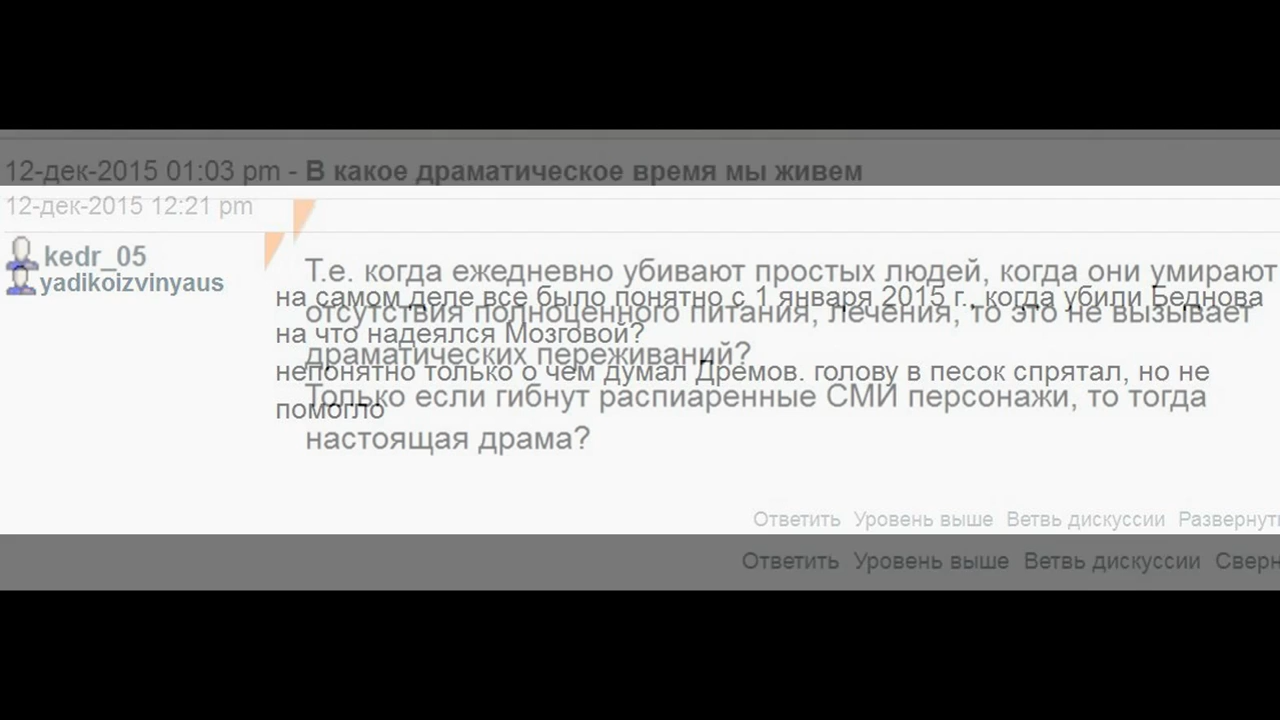 12-дек-2015 01:03 pm - В какое драматическое время мы живем
12-дек-2015 12:21 pm
kedr_05
yadikoizvinyaus
Т.е. когда ежедневно убивают простых людей, когда они умирают
на самом деле все было понятно с 1 января 2015 г., когда убили Беднова
отсутствия полноценного питания, лечения, то это не вызывает
на что надеялся Мозговой?
драматических переживаний?
непонятно только о чем думал Дремов. голову в песок спрятал, но не
Только если гибнут распиаренные СМИ персонажи, то тогда
помогло
настоящая драма?
Ответить Уровень выше Ветвь дискуссии Развернуть
Ответить Уровень выше Ветвь дискуссии Сверн